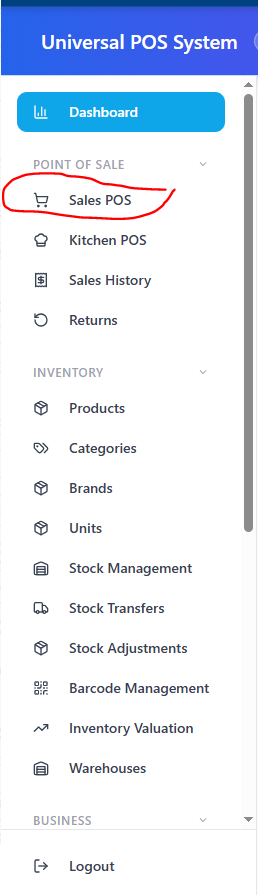 Universal POS System
Dashboard
POINT OF SALE
Sales POS
Kitchen POS
Sales History
Returns
INVENTORY
Products
Categories
Brands
Units
Stock Management
Stock Transfers
Stock Adjustments
Barcode Management
Inventory Valuation
Warehouses
BUSINESS
Logout